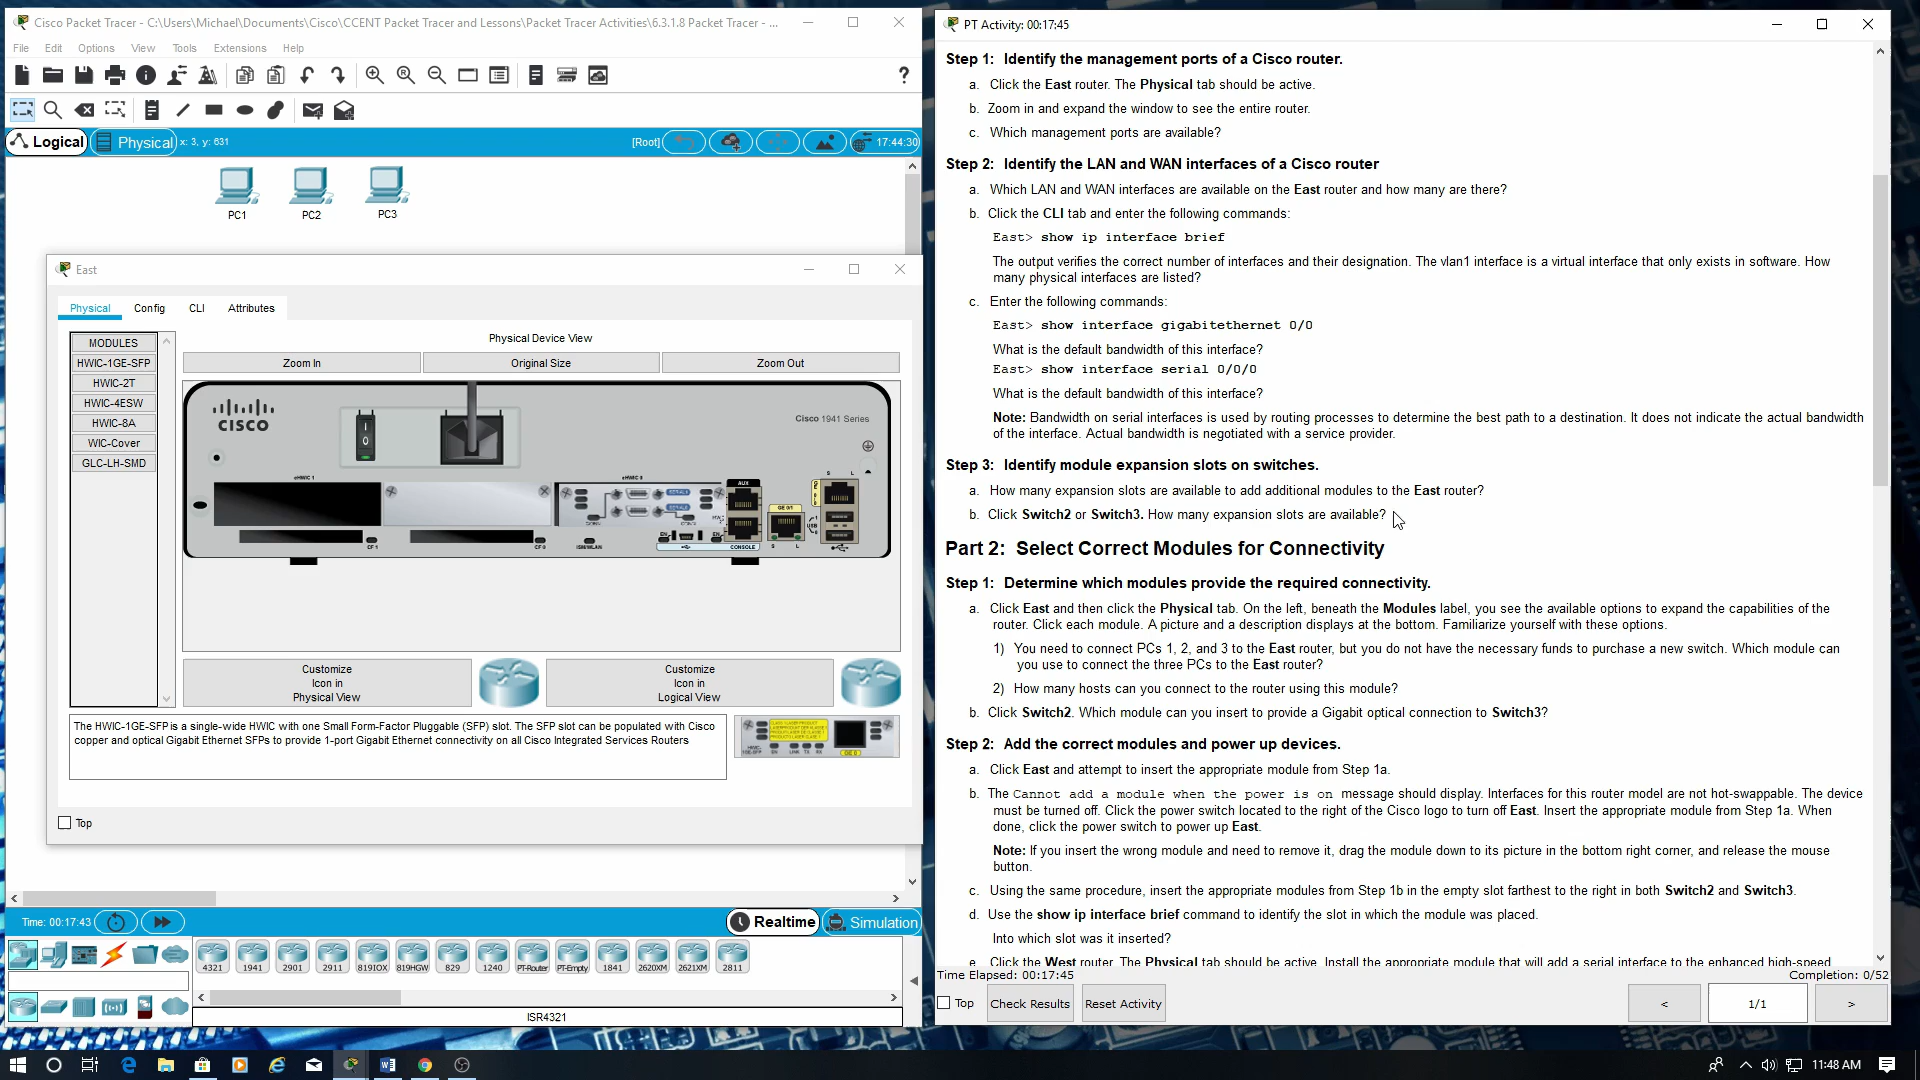 Cisco Packet Tracer - C:\Users\Michael\Documents\Cisco\CCENT Packet Tracer and Lessons\Packet Tracer Activities\6.3.1.8 Packet Tracer - ...
File Edit Options View Tools Extensions Help
Logical Physical x: 3, y: 631 [Root] 17:44:30
PC1 PC2 PC3
East
Physical Config CLI Attributes
MODULES
HWIC-1GE-SFP
HWIC-2T
HWIC-4ESW
HWIC-8A
WIC-Cover
GLC-LH-SMD
Physical Device View
Zoom In Original Size Zoom Out
CISCO
Cisco 1941 Series
AUX
GE 0/1
CF 1
CF 0
CONSOLE
Customize
Icon in
Physical View
Customize
Icon in
Logical View
The HWIC-1GE-SFP is a single-wide HWIC with one Small Form-Factor Pluggable (SFP) slot. The SFP slot can be populated with Cisco
copper and optical Gigabit Ethernet SFPs to provide 1-port Gigabit Ethernet connectivity on all Cisco Integrated Services Routers
Top
Time: 00:17:43 Realtime Simulation
4321 1941 2901 2911 819IOX 819HGW 829 1240 PT-Router PT-Empty 1841 2620XM 2621XM 2811
ISR4321
PT Activity: 00:17:45
Step 1: Identify the management ports of a Cisco router.
a. Click the East router. The Physical tab should be active.
b. Zoom in and expand the window to see the entire router.
c. Which management ports are available?
Step 2: Identify the LAN and WAN interfaces of a Cisco router
a. Which LAN and WAN interfaces are available on the East router and how many are there?
b. Click the CLI tab and enter the following commands:
East> show ip interface brief
The output verifies the correct number of interfaces and their designation. The vlan1 interface is a virtual interface that only exists in software. How
many physical interfaces are listed?
c. Enter the following commands:
East> show interface gigabitethernet 0/0
What is the default bandwidth of this interface?
East> show interface serial 0/0/0
What is the default bandwidth of this interface?
Note: Bandwidth on serial interfaces is used by routing processes to determine the best path to a destination. It does not indicate the actual bandwidth
of the interface. Actual bandwidth is negotiated with a service provider.
Step 3: Identify module expansion slots on switches.
a. How many expansion slots are available to add additional modules to the East router?
b. Click Switch2 or Switch3. How many expansion slots are available?
Part 2: Select Correct Modules for Connectivity
Step 1: Determine which modules provide the required connectivity.
a. Click East and then click the Physical tab. On the left, beneath the Modules label, you see the available options to expand the capabilities of the
router. Click each module. A picture and a description displays at the bottom. Familiarize yourself with these options.
1) You need to connect PCs 1, 2, and 3 to the East router, but you do not have the necessary funds to purchase a new switch. Which module can
you use to connect the three PCs to the East router?
2) How many hosts can you connect to the router using this module?
b. Click Switch2. Which module can you insert to provide a Gigabit optical connection to Switch3?
Step 2: Add the correct modules and power up devices.
a. Click East and attempt to insert the appropriate module from Step 1a.
b. The Cannot add a module when the power is on message should display. Interfaces for this router model are not hot-swappable. The device
must be turned off. Click the power switch located to the right of the Cisco logo to turn off East. Insert the appropriate module from Step 1a. When
done, click the power switch to power up East.
Note: If you insert the wrong module and need to remove it, drag the module down to its picture in the bottom right corner, and release the mouse
button.
c. Using the same procedure, insert the appropriate modules from Step 1b in the empty slot farthest to the right in both Switch2 and Switch3.
d. Use the show ip interface brief command to identify the slot in which the module was placed.
Into which slot was it inserted?
e. Click the West router. The Physical tab should be active. Install the appropriate module that will add a serial interface to the enhanced high-speed
Time Elapsed: 00:17:45 Completion: 0/52
Top Check Results Reset Activity < 1/1 >
11:48 AM